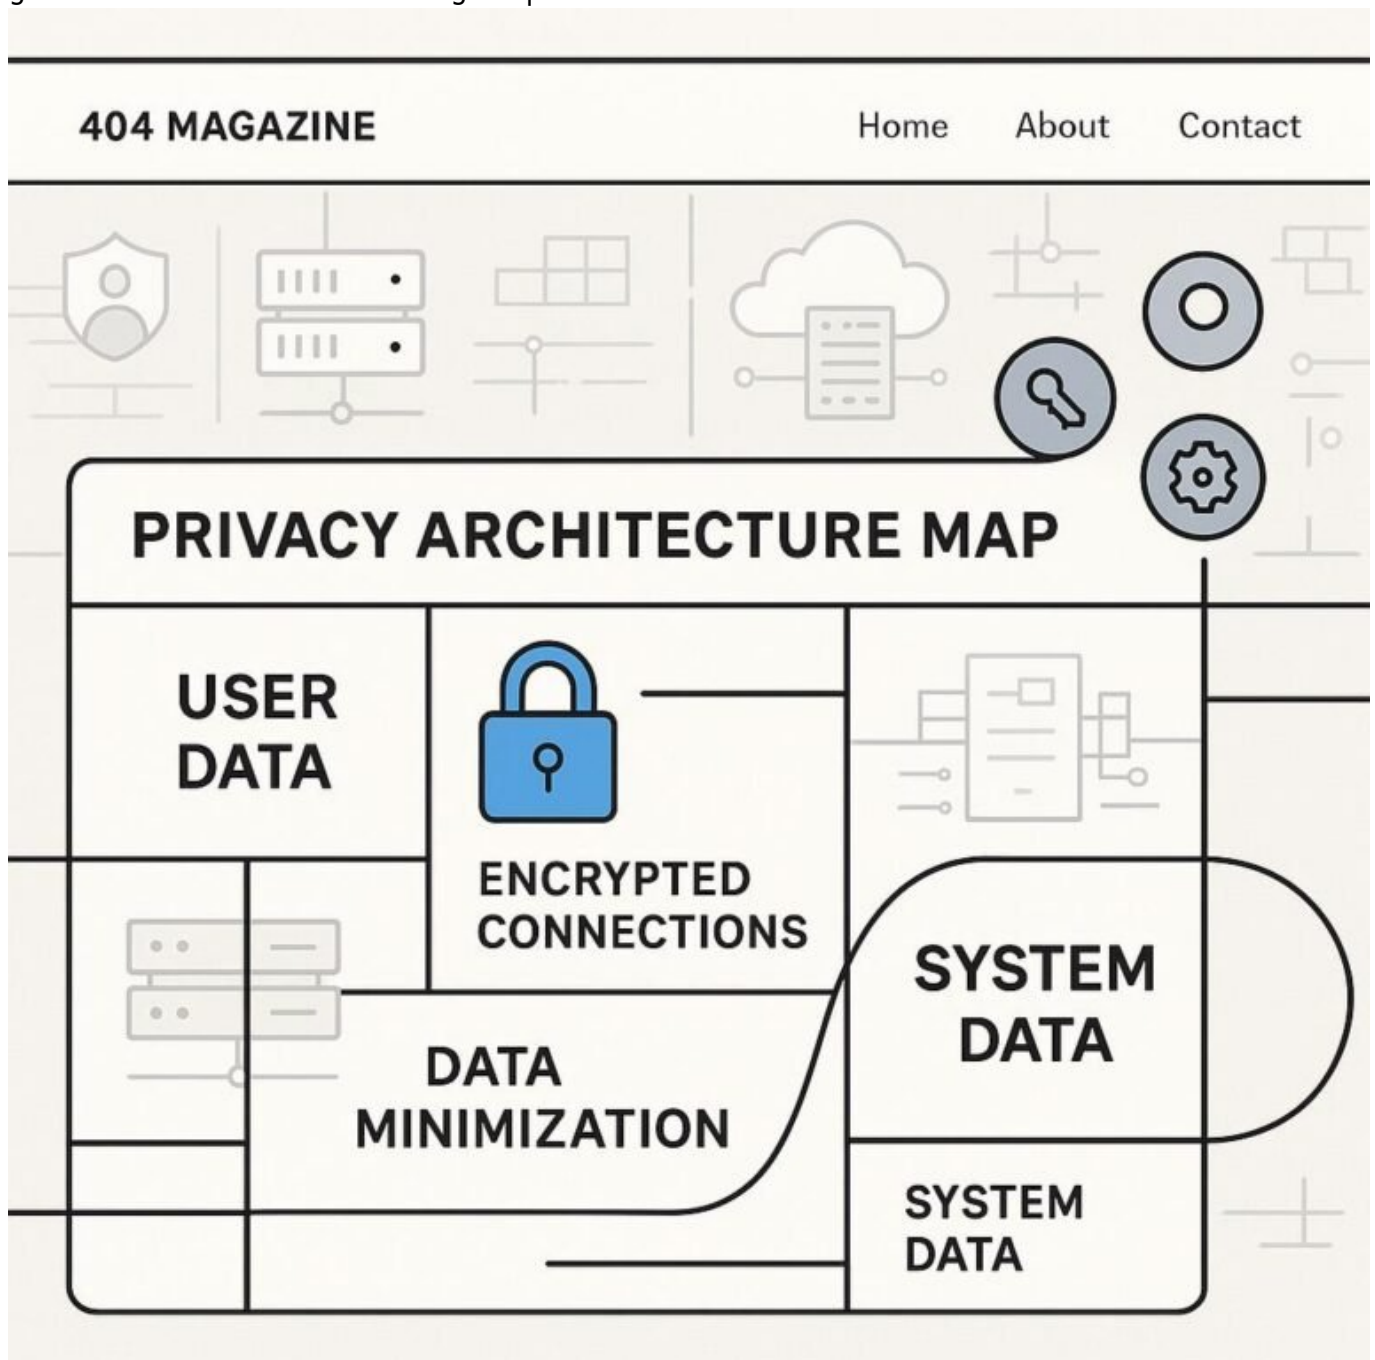 404 MAGAZINE
Home About Contact
PRIVACY ARCHITECTURE MAP
USER
DATA
ENCRYPTED
CONNECTIONS
SYSTEM
DATA
DATA
MINIMIZATION
SYSTEM
DATA